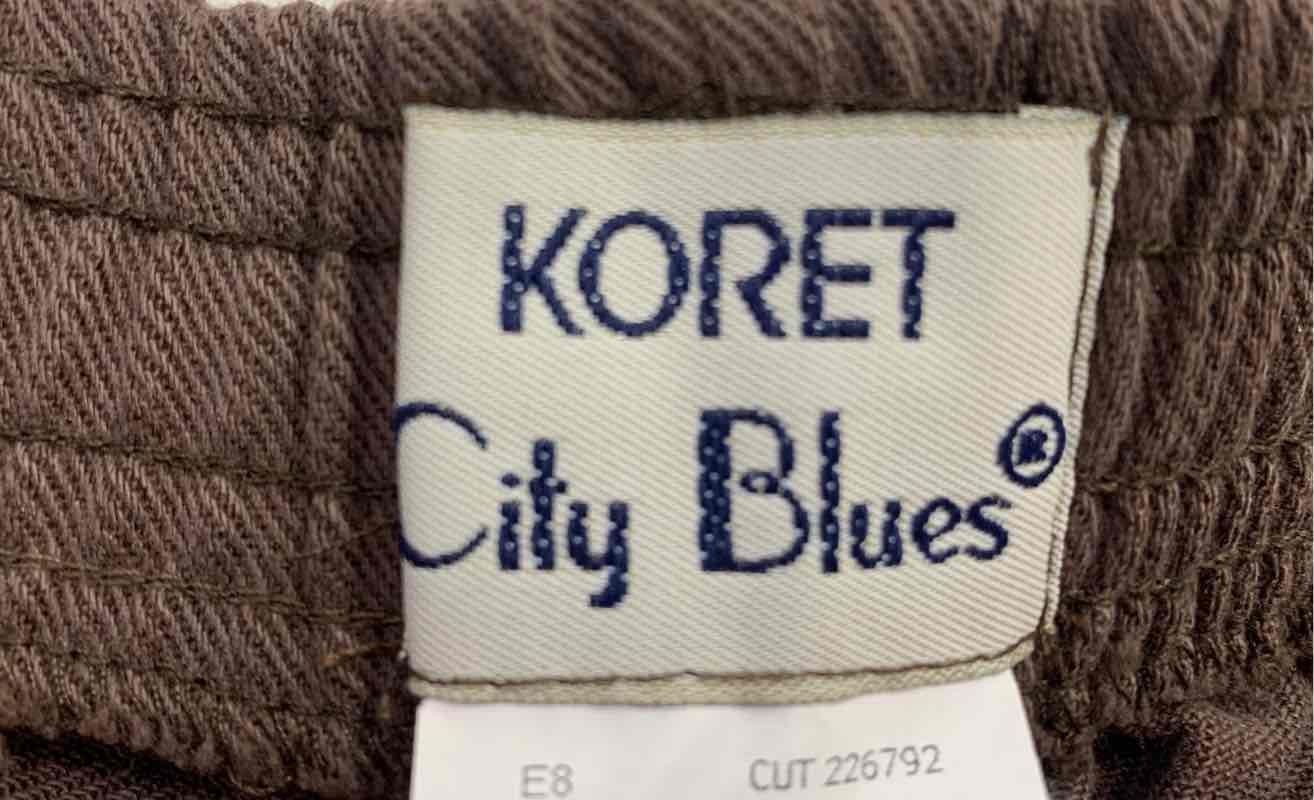 KORET
City Blues®
E8 CUT 226792